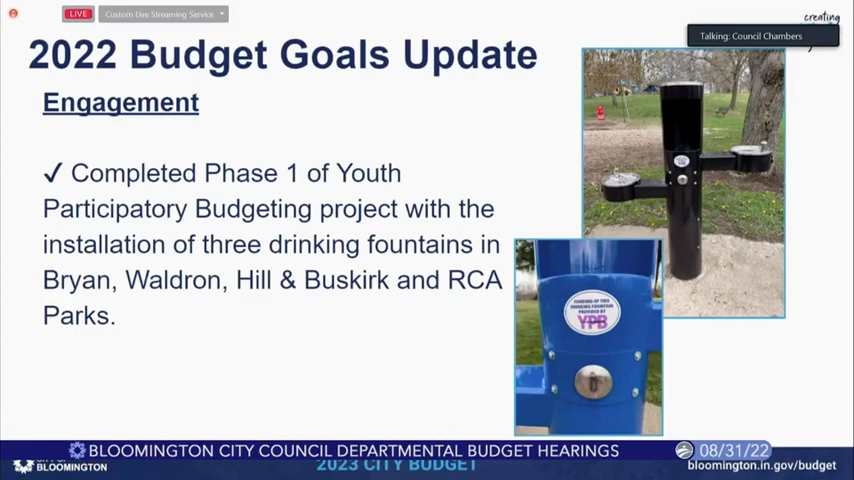 LIVE
Custom Live Streaming Service
creating
Talking: Council Chambers
2022 Budget Goals Update
Engagement
✓ Completed Phase 1 of Youth
Participatory Budgeting project with the
installation of three drinking fountains in
Bryan, Waldron, Hill & Buskirk and RCA
Parks.
FUNDING OF THIS
DRINKING FOUNTAIN
PROVIDED BY
YPB
BLOOMINGTON CITY COUNCIL DEPARTMENTAL BUDGET HEARINGS
08/31/22
BLOOMINGTON
2023 CITY BUDGET
bloomington.in.gov/budget